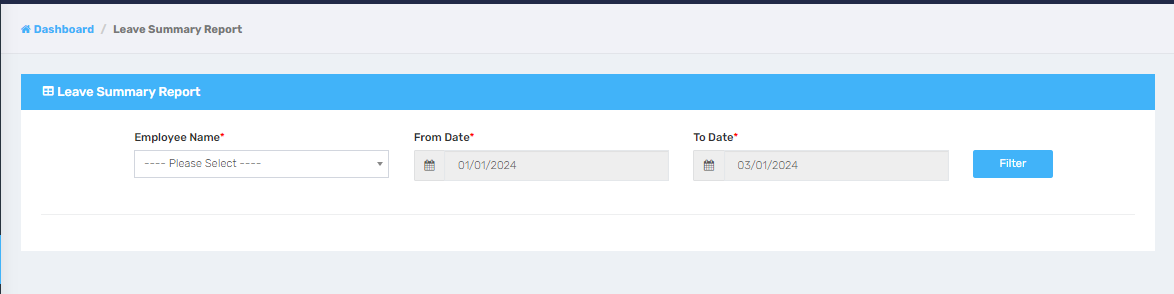 Dashboard / Leave Summary Report
Leave Summary Report
Employee Name* From Date* To Date*
---- Please Select ---- 01/01/2024 03/01/2024 Filter